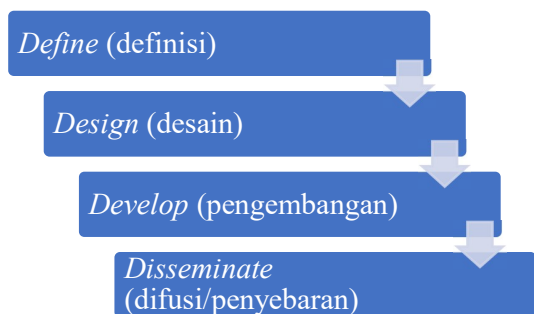 Define (definisi)
Design (desain)
Develop (pengembangan)
Disseminate
(difusi/penyebaran)